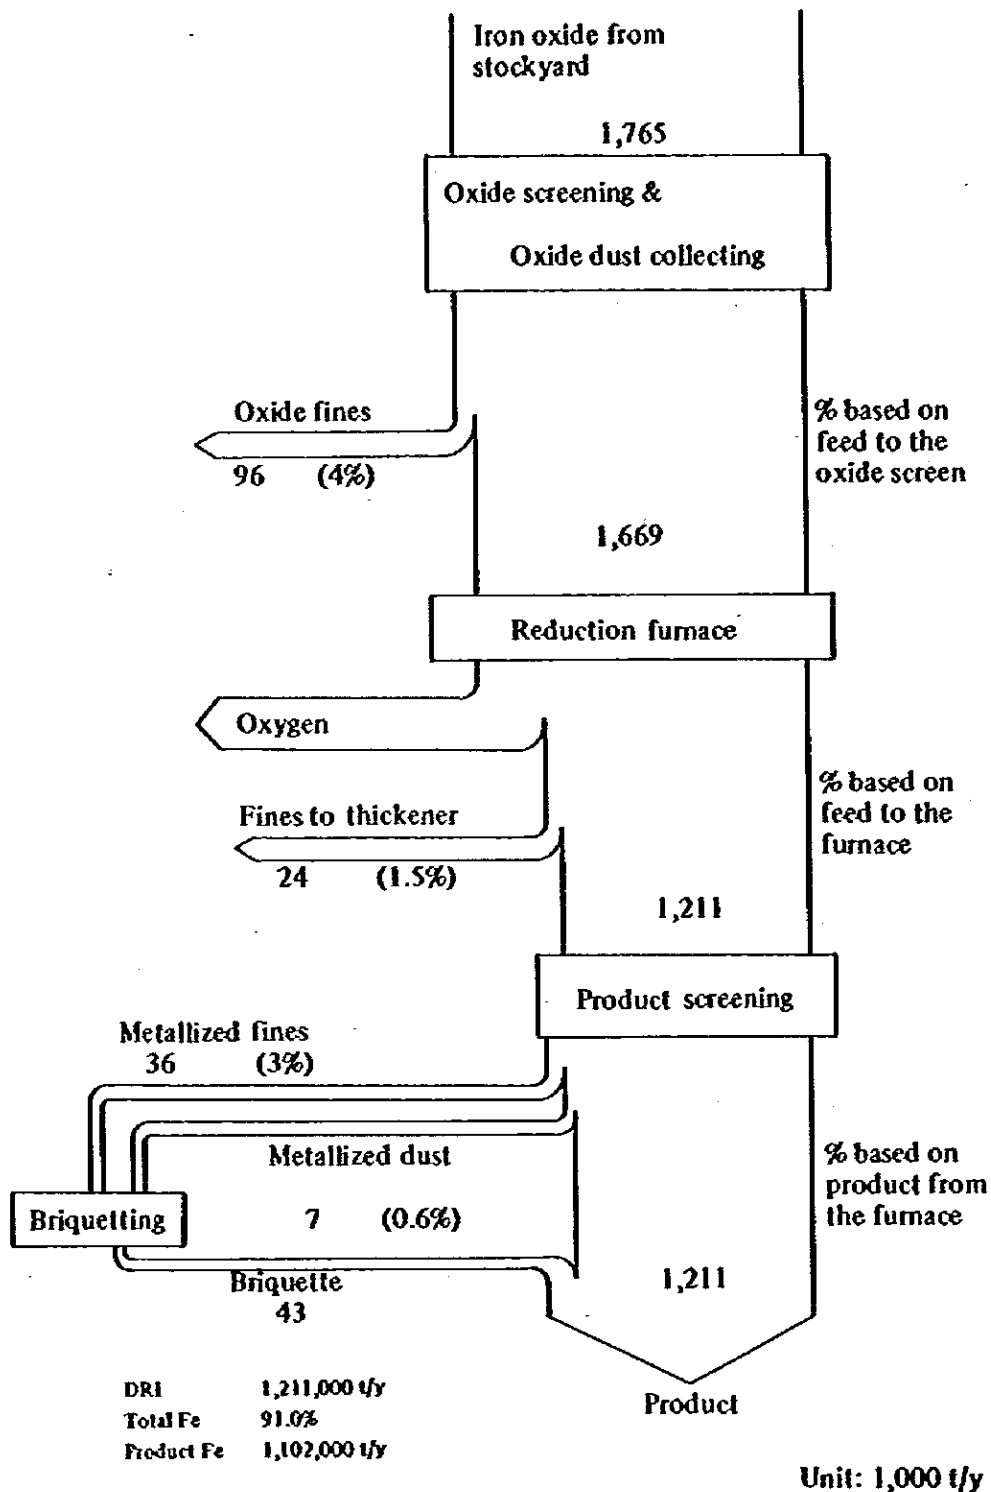 Iron oxide from
stockyard
1,765
Oxide screening &
Oxide dust collecting
Oxide fines
96 (4%)
% based on
feed to the
oxide screen
1,669
Reduction furnace
Oxygen
Fines to thickener
24 (1.5%)
% based on
feed to the
furnace
1,211
Product screening
Metallized fines
36 (3%)
Metallized dust
7 (0.6%)
% based on
product from
the furnace
Briquetting
Briquette
43
1,211
Product
DRI 1,211,000 t/y
Total Fe 91.0%
Product Fe 1,102,000 t/y
Unit: 1,000 t/y